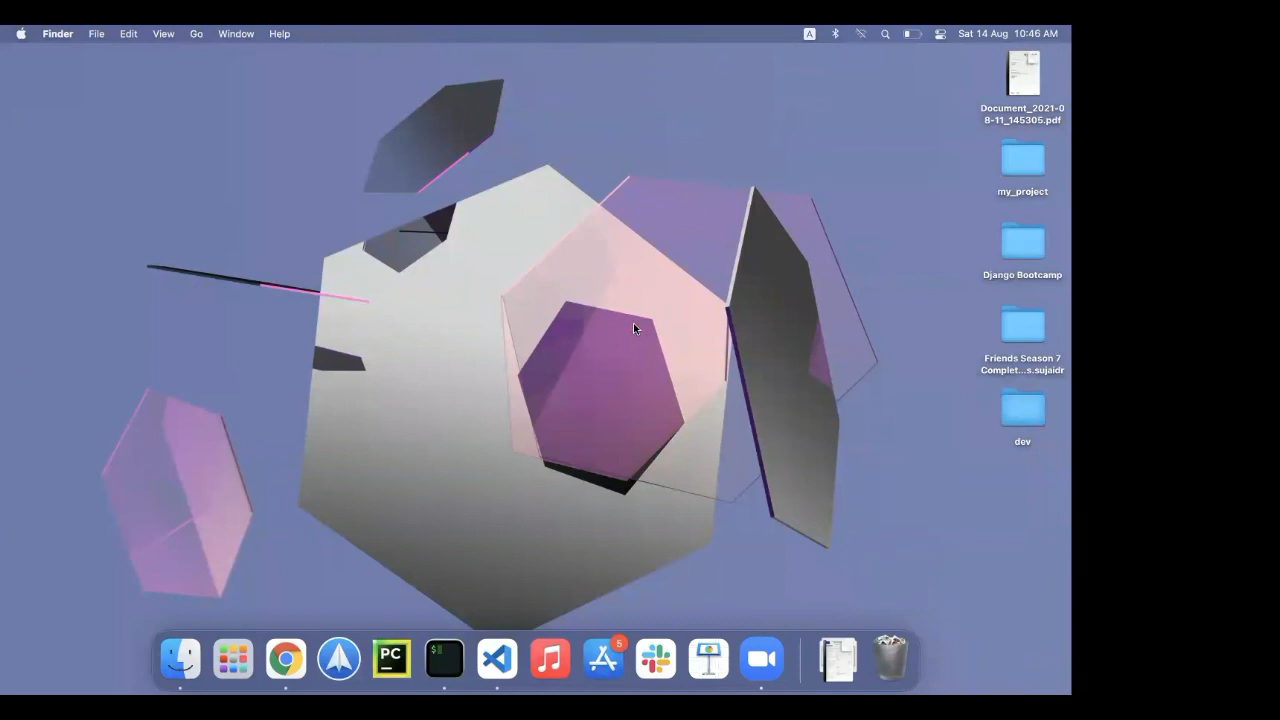 Finder File Edit View Go Window Help A Sat 14 Aug 10:46 AM
Document_2021-0
8-11_145305.pdf
my_project
Django Bootcamp
Friends Season 7
Complet...s.sujaidr
dev
PC
$
5